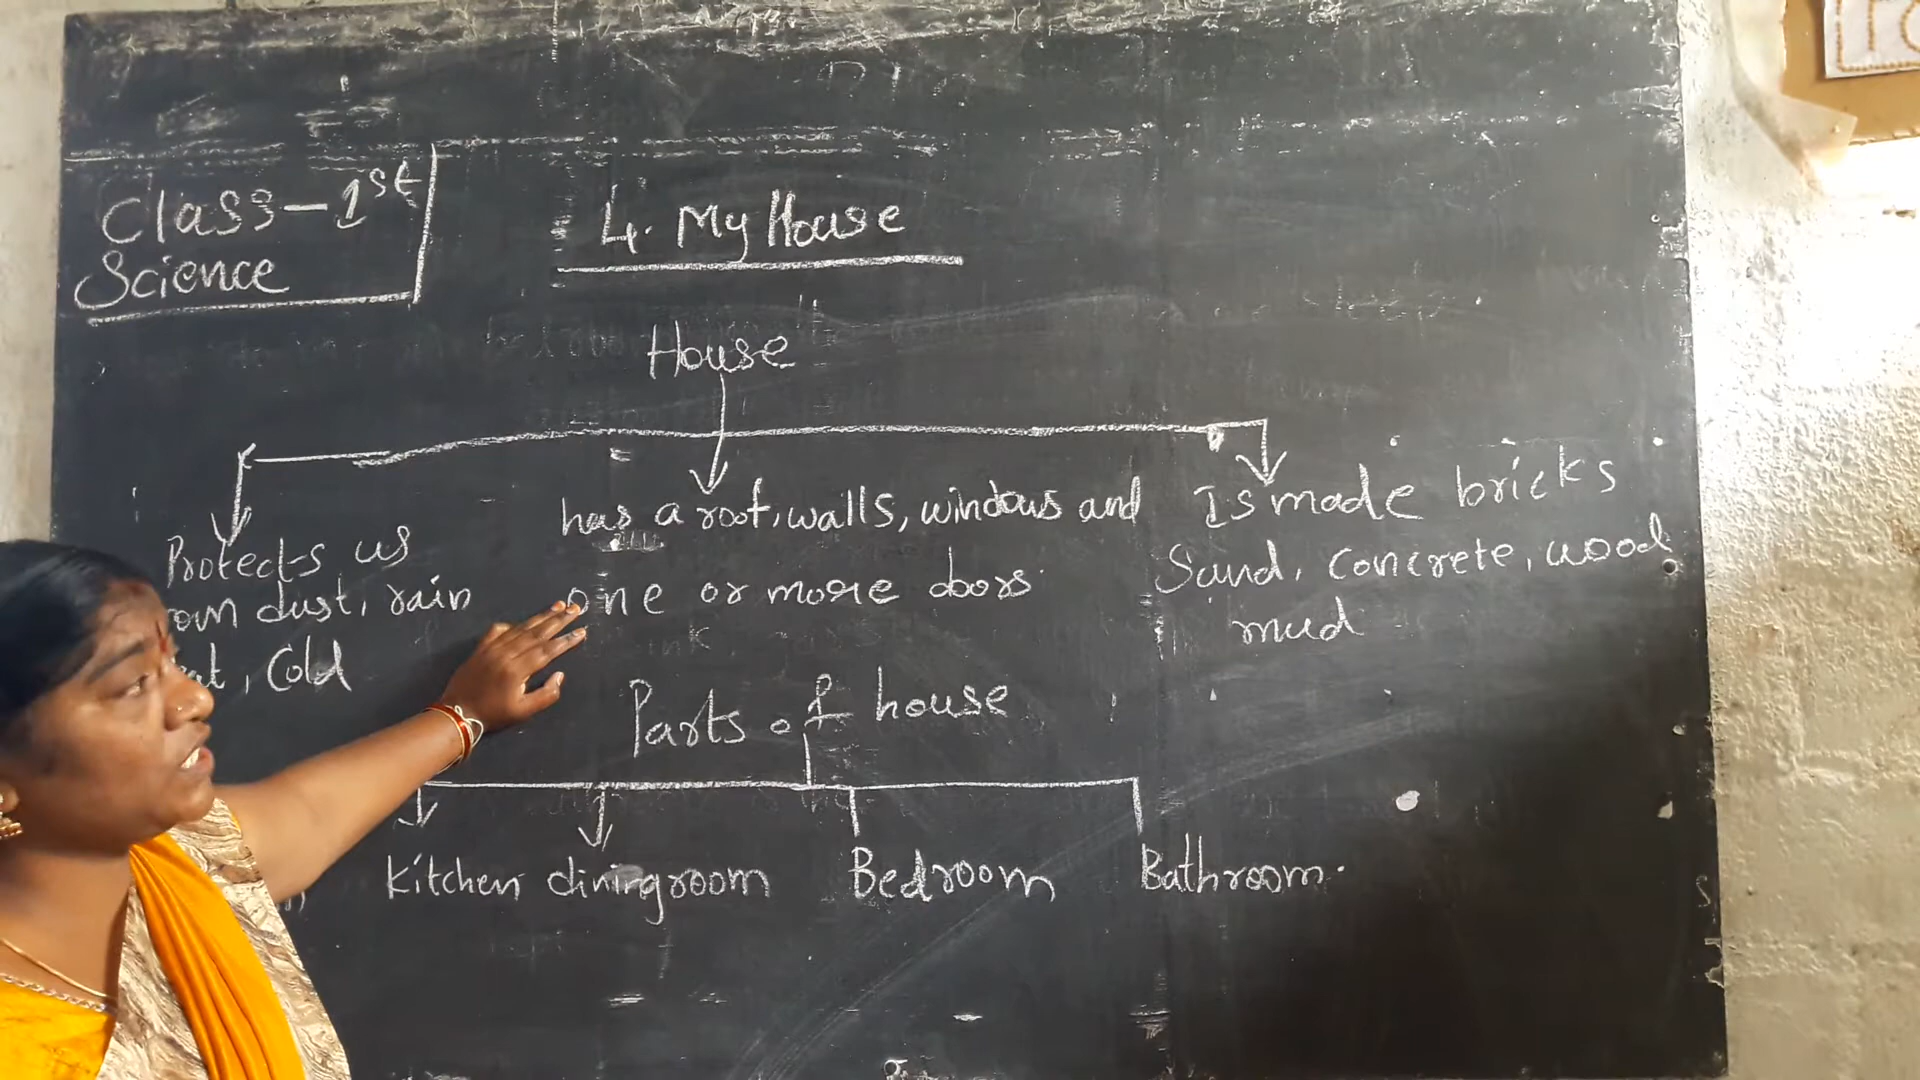 Class-1st
Science
4. My House
House
Protects us
dust, rain
, Cold
has a roof, walls, windows and
one or more doors.
Is made bricks
Sand, Concrete, wood
mud
Parts of house
Kitchen
diningroom
Bedroom
Bathroom.